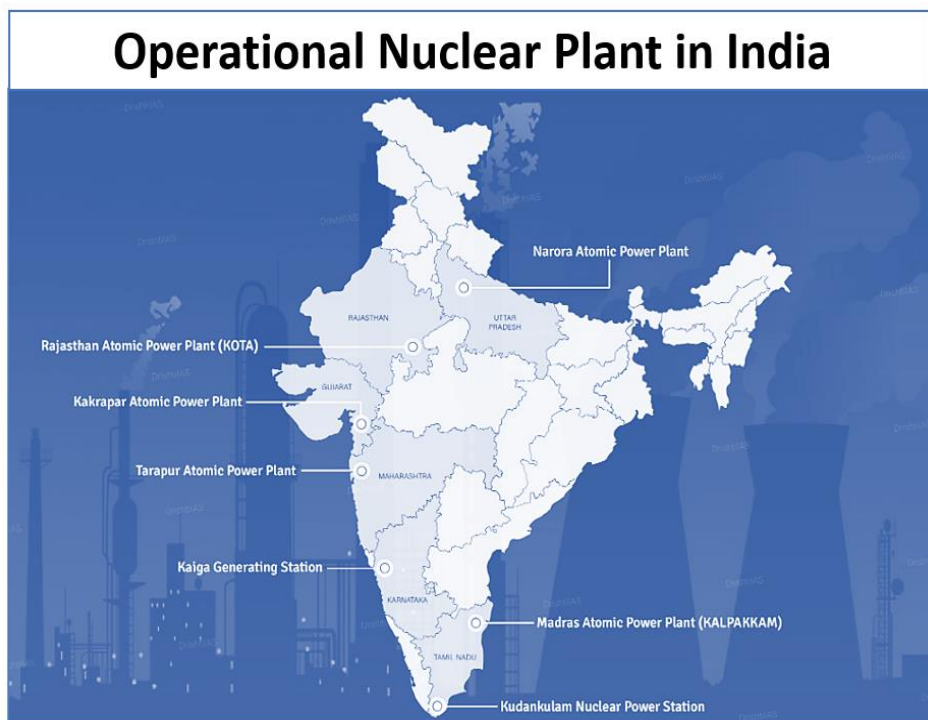 Operational Nuclear Plant in India
Narora Atomic Power Plant
RAJASTHAN
UTTAR
PRADESH
Rajasthan Atomic Power Plant (KOTA)
GUJARAT
Kakrapar Atomic Power Plant
Tarapur Atomic Power Plant
MAHARASHTRA
Kaiga Generating Station
KARNATAKA
Madras Atomic Power Plant (KALPAKKAM)
TAMIL NADU
Kudankulam Nuclear Power Station